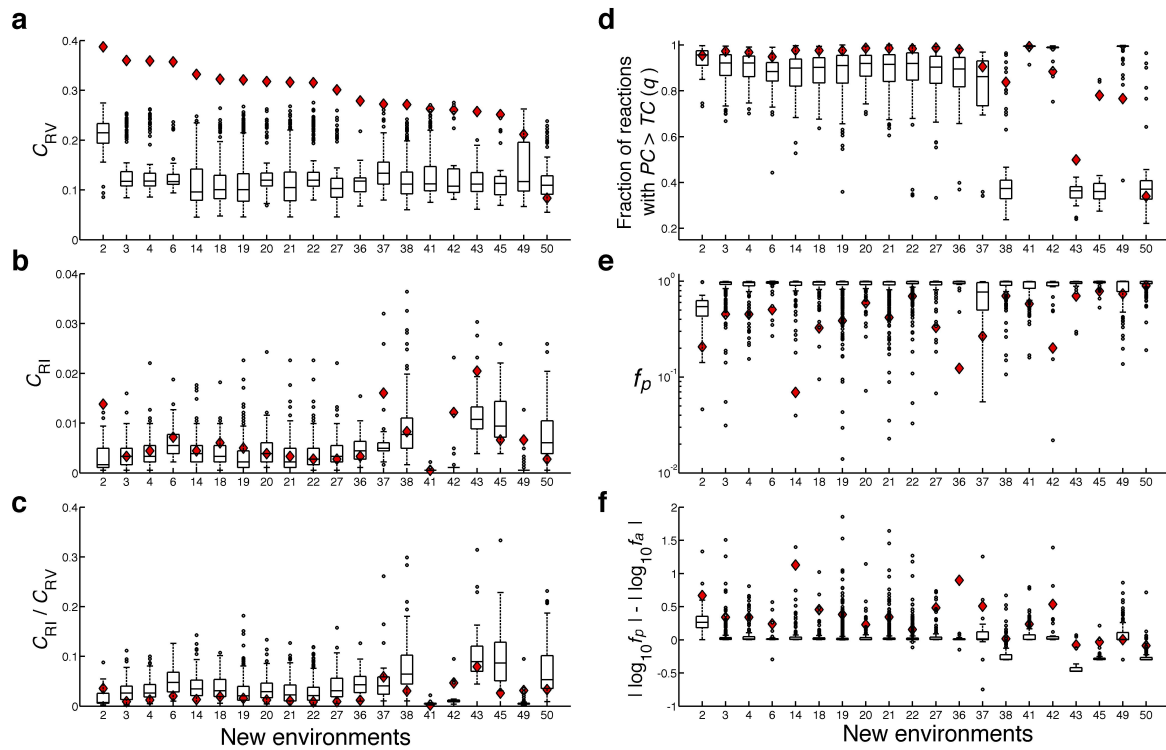 a
0.4
0.3
0.2
0.1
0
C_RV
2 3 4 6 14 18 19 20 21 22 27 36 37 38 41 42 43 45 49 50
b
0.04
0.03
0.02
0.01
0
C_RI
2 3 4 6 14 18 19 20 21 22 27 36 37 38 41 42 43 45 49 50
c
0.4
0.3
0.2
0.1
0
C_RI / C_RV
2 3 4 6 14 18 19 20 21 22 27 36 37 38 41 42 43 45 49 50
New environments
d
1
0.8
0.6
0.4
0.2
Fraction of reactions
with PC > TC (q)
2 3 4 6 14 18 19 20 21 22 27 36 37 38 41 42 43 45 49 50
e
10^0
10^-1
10^-2
f_p
2 3 4 6 14 18 19 20 21 22 27 36 37 38 41 42 43 45 49 50
f
2
1.5
1
0.5
0
-0.5
-1
| log_10 f_p | - | log_10 f_a |
2 3 4 6 14 18 19 20 21 22 27 36 37 38 41 42 43 45 49 50
New environments